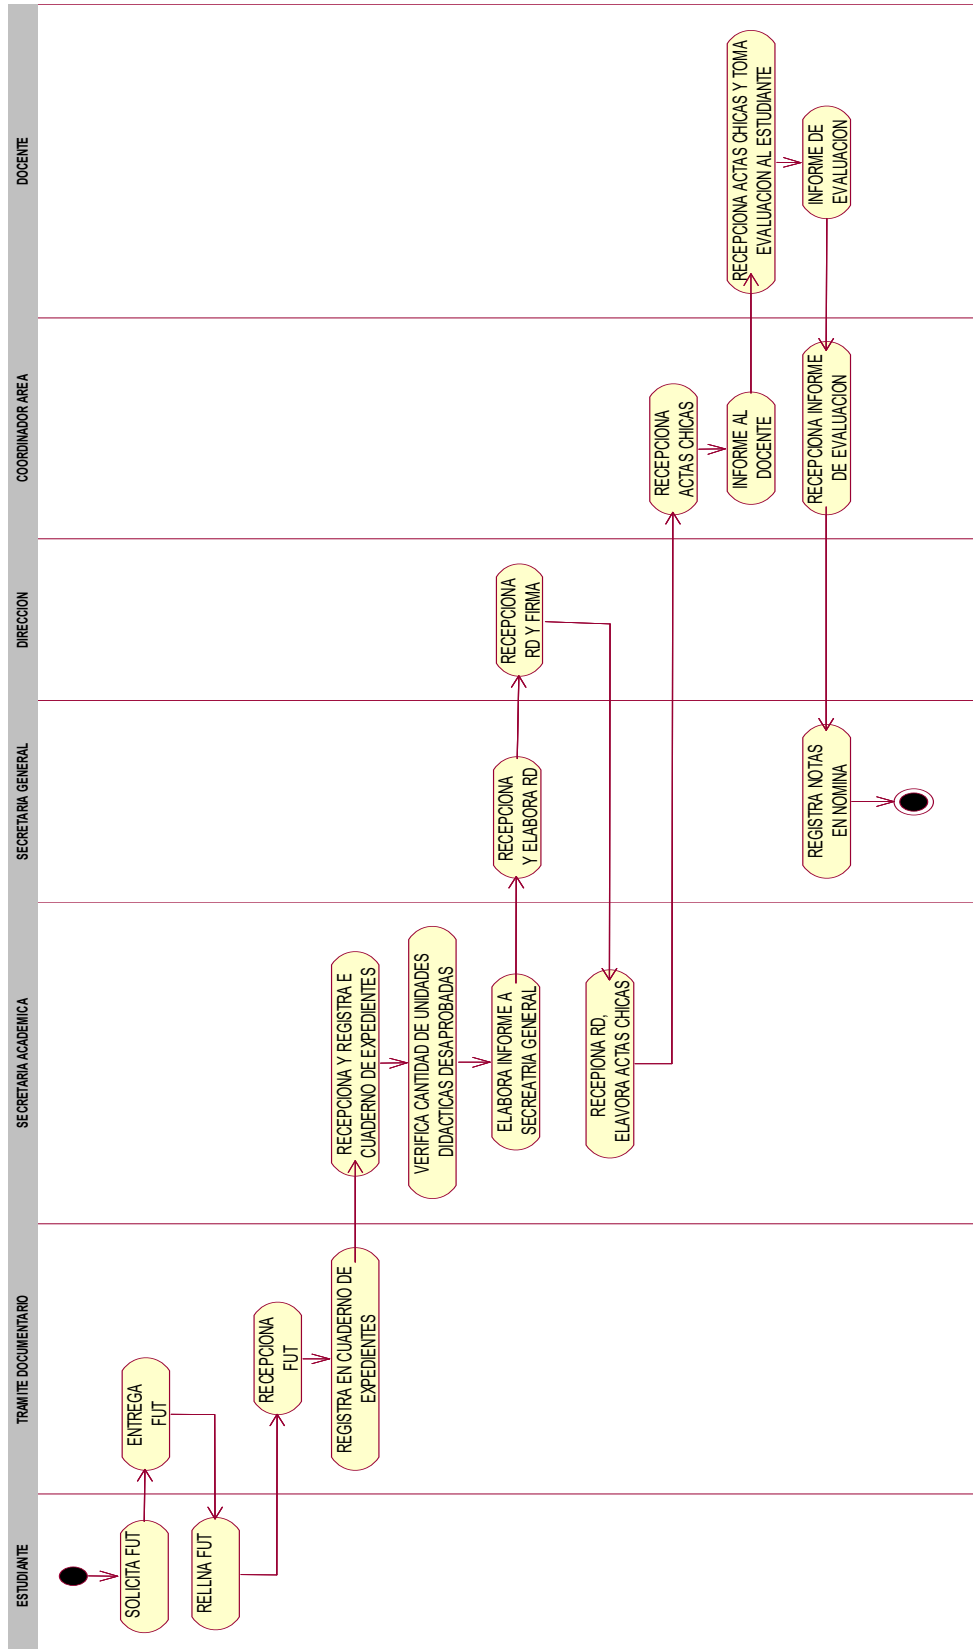 ESTUDIANTE
TRAMITE DOCUMENTARIO
SECRETARIA ACADEMICA
SECRETARIA GENERAL
DIRECCION
COORDINADOR AREA
DOCENTE
SOLICITA FUT
ENTREGA
FUT
RELLNA FUT
RECEPCIONA
FUT
REGISTRA EN CUADERNO DE
EXPEDIENTES
RECEPCIONA Y REGISTRA E
CUADERNO DE EXPEDIENTES
VERIFICA CANTIDAD DE UNIDADES
DIDACTICAS DESAPROBADAS
ELABORA INFORME A
SECREATRIA GENERAL
RECEPCIONA
Y ELABORA RD
RECEPCIONA
RD Y FIRMA
RECEPIONA RD,
ELAVORA ACTAS CHICAS
RECEPCIONA
ACTAS CHICAS
INFORME AL
DOCENTE
RECEPCIONA ACTAS CHICAS Y TOMA
EVALUACION AL ESTUDIANTE
INFORME DE
EVALUACION
RECEPCIONA INFORME
DE EVALUACION
REGISTRA NOTAS
EN NOMINA